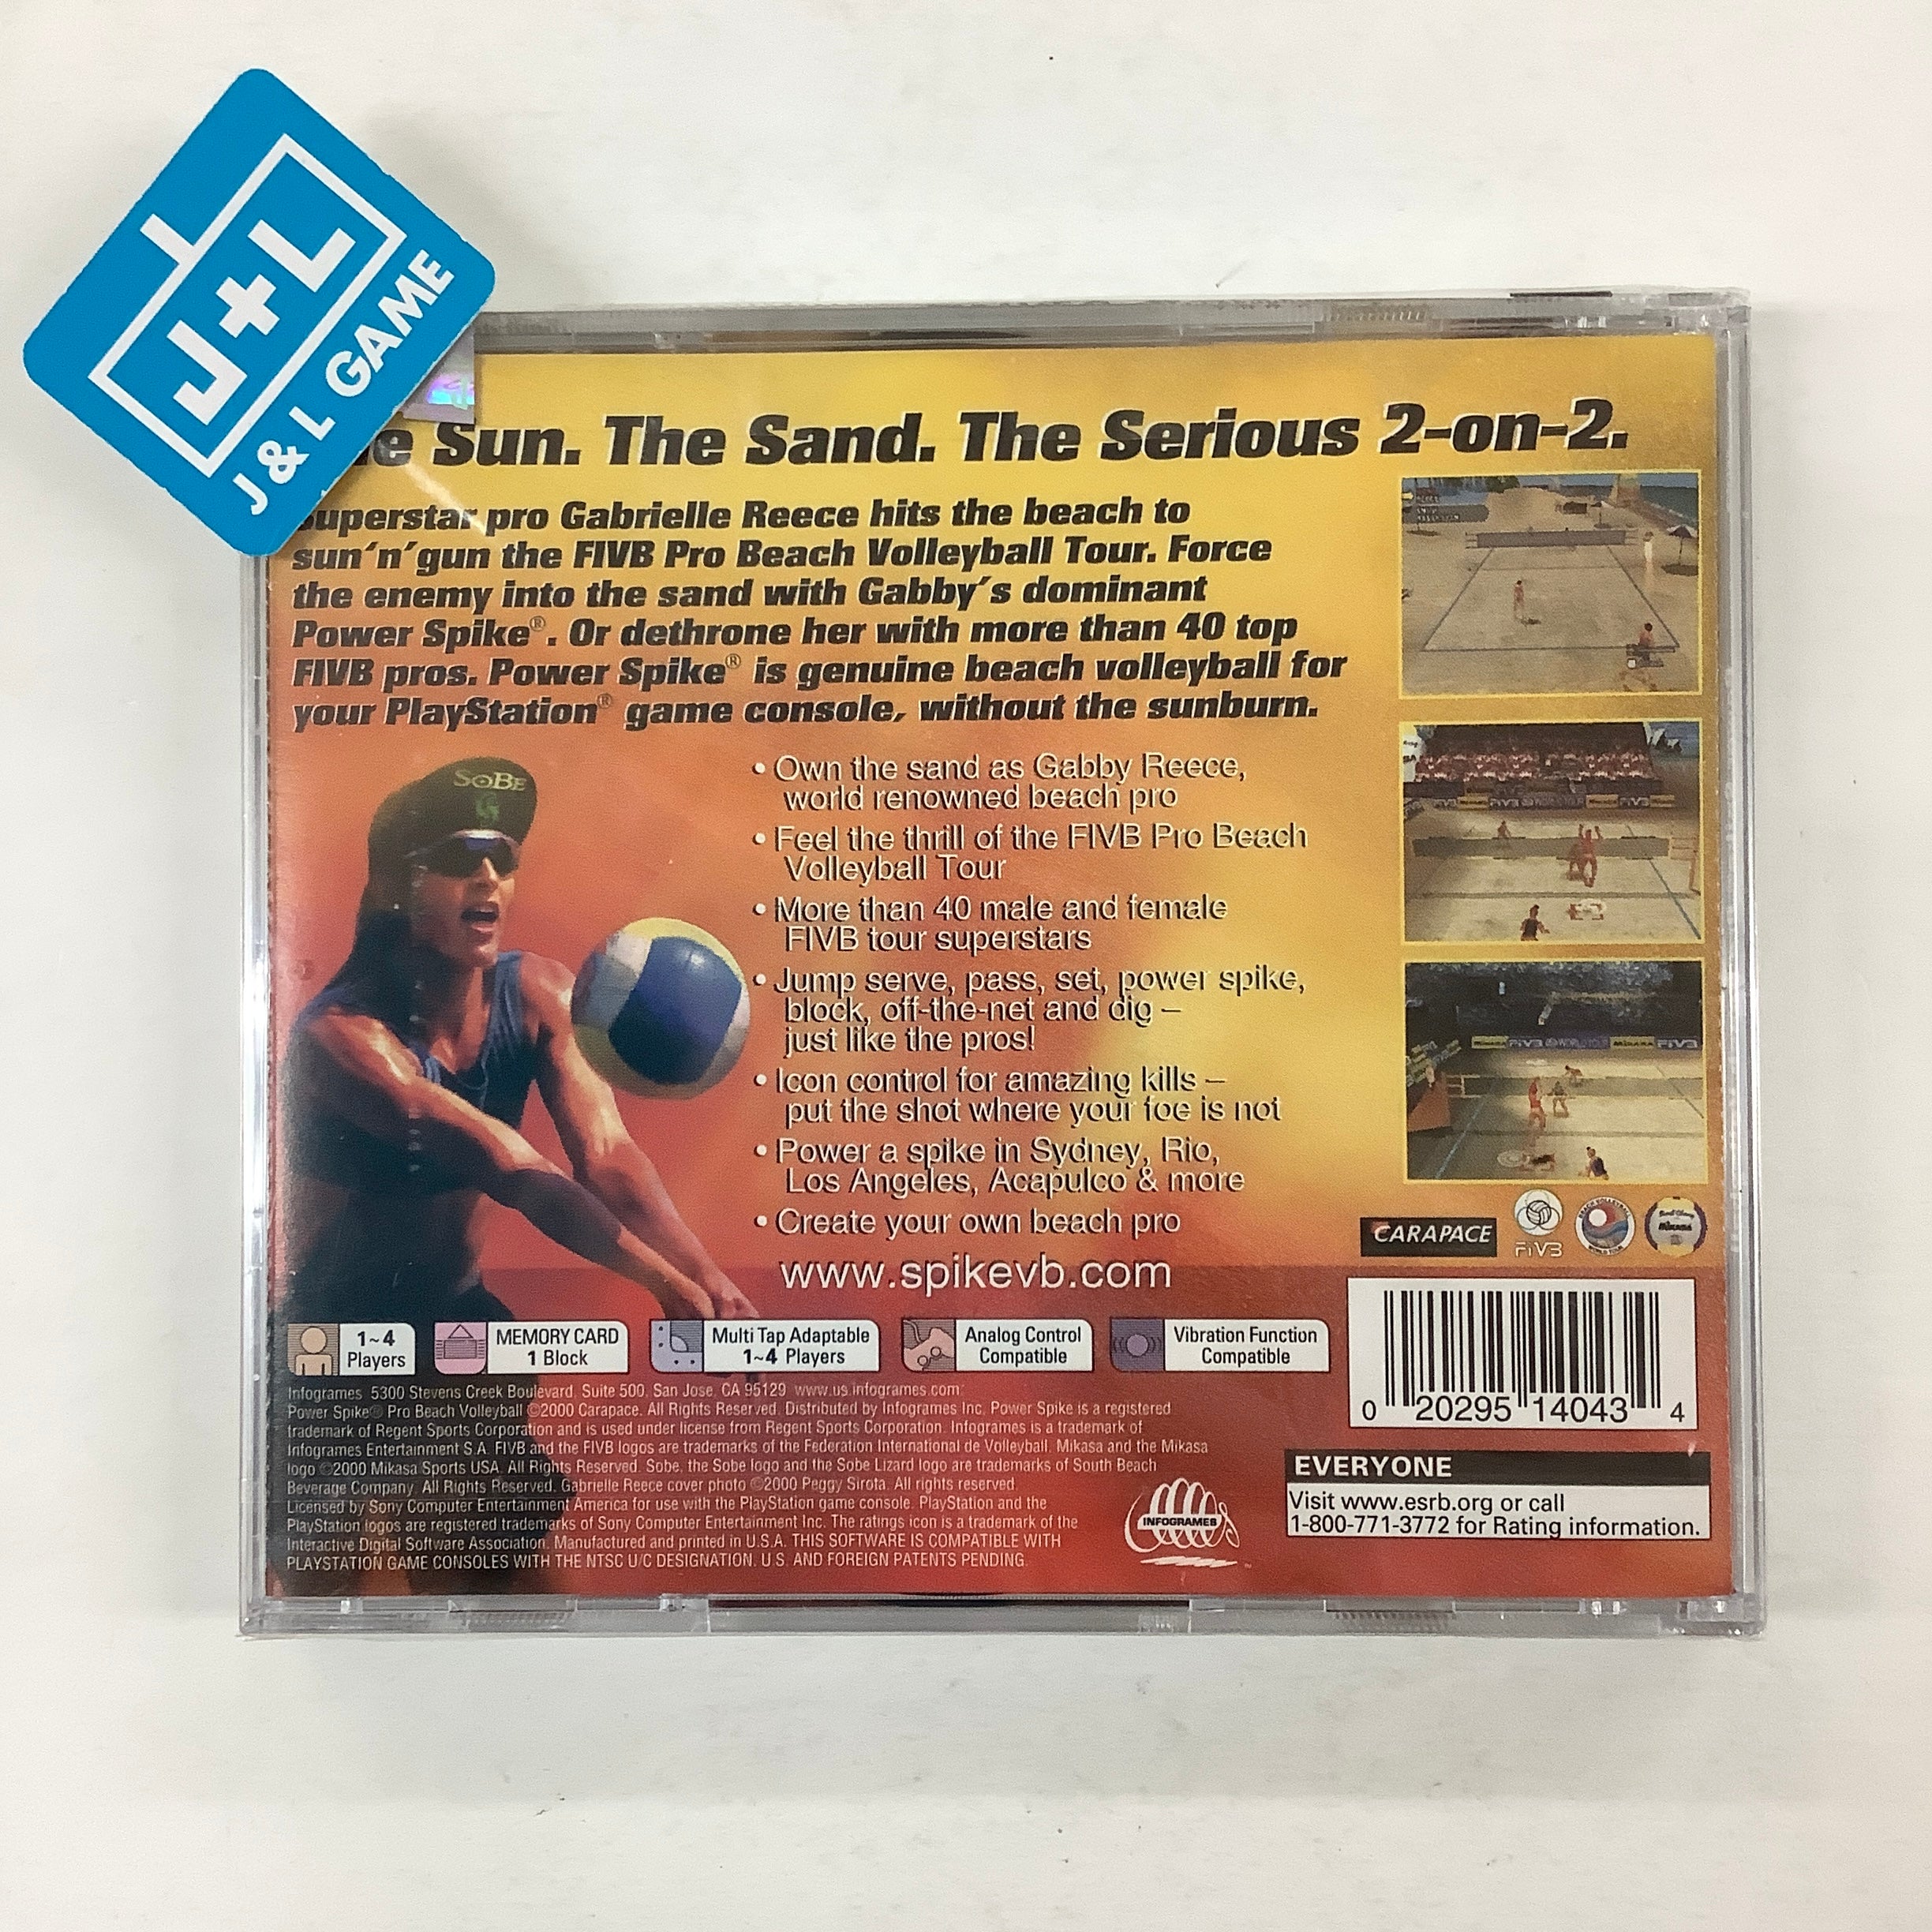 J+L
J & L GAME
e Sun. The Sand. The Serious 2-on-2.
Superstar pro Gabrielle Reece hits the beach to
sun'n'gun the FIVB Pro Beach Volleyball Tour. Force
the enemy into the sand with Gabby's dominant
Power Spike®. Or dethrone her with more than 40 top
FIVB pros. Power Spike® is genuine beach volleyball for
your PlayStation® game console, without the sunburn.
SoBe
• Own the sand as Gabby Reece,
world renowned beach pro
• Feel the thrill of the FIVB Pro Beach
Volleyball Tour
• More than 40 male and female
FIVB tour superstars
• Jump serve, pass, set, power spike,
block, off-the-net and dig –
just like the pros!
• Icon control for amazing kills –
put the shot where your foe is not
• Power a spike in Sydney, Rio,
Los Angeles, Acapulco & more
• Create your own beach pro
www.spikevb.com
CARAPACE
FIVB
MIKASA
1~4
Players
MEMORY CARD
1 Block
Multi Tap Adaptable
1~4 Players
Analog Control
Compatible
Vibration Function
Compatible
0 20295 14043 4
Infogrames 5300 Stevens Creek Boulevard, Suite 500, San Jose, CA 95129 www.us.infogrames.com
Power Spike® Pro Beach Volleyball ©2000 Carapace. All Rights Reserved. Distributed by Infogrames Inc. Power Spike is a registered
trademark of Regent Sports Corporation and is used under license from Regent Sports Corporation. Infogrames is a trademark of
Infogrames Entertainment S.A. FIVB and the FIVB logos are trademarks of the Federation International de Volleyball. Mikasa and the Mikasa
logo ©2000 Mikasa Sports USA. All Rights Reserved. Sobe, the Sobe logo and the Sobe Lizard logo are trademarks of South Beach
Beverage Company. All Rights Reserved. Gabrielle Reece cover photo ©2000 Peggy Sirota. All rights reserved.
Licensed by Sony Computer Entertainment America for use with the PlayStation game console. PlayStation and the
PlayStation logos are registered trademarks of Sony Computer Entertainment Inc. The ratings icon is a trademark of the
Interactive Digital Software Association. Manufactured and printed in U.S.A. THIS SOFTWARE IS COMPATIBLE WITH
PLAYSTATION GAME CONSOLES WITH THE NTSC U/C DESIGNATION. U.S. AND FOREIGN PATENTS PENDING.
INFOGRAMES
EVERYONE
Visit www.esrb.org or call
1-800-771-3772 for Rating information.